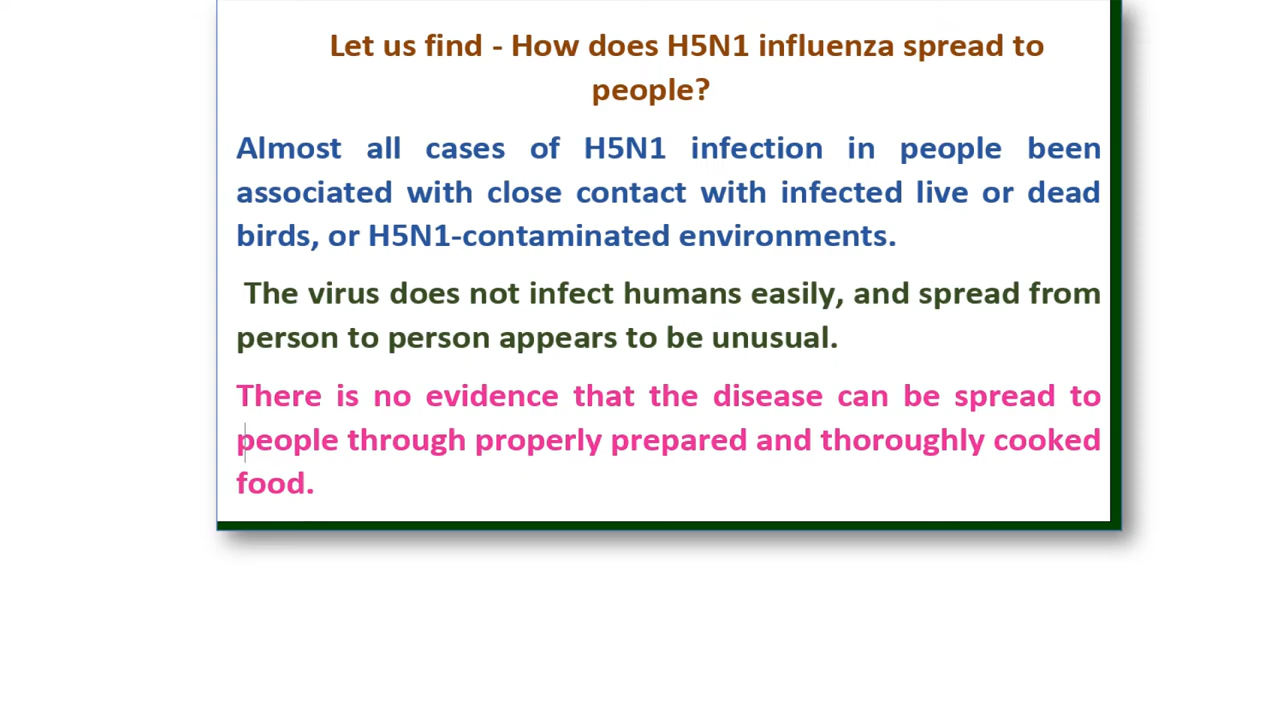 Let us find - How does H5N1 influenza spread to
people?
Almost all cases of H5N1 infection in people been
associated with close contact with infected live or dead
birds, or H5N1-contaminated environments.
The virus does not infect humans easily, and spread from
person to person appears to be unusual.
There is no evidence that the disease can be spread to
people through properly prepared and thoroughly cooked
food.